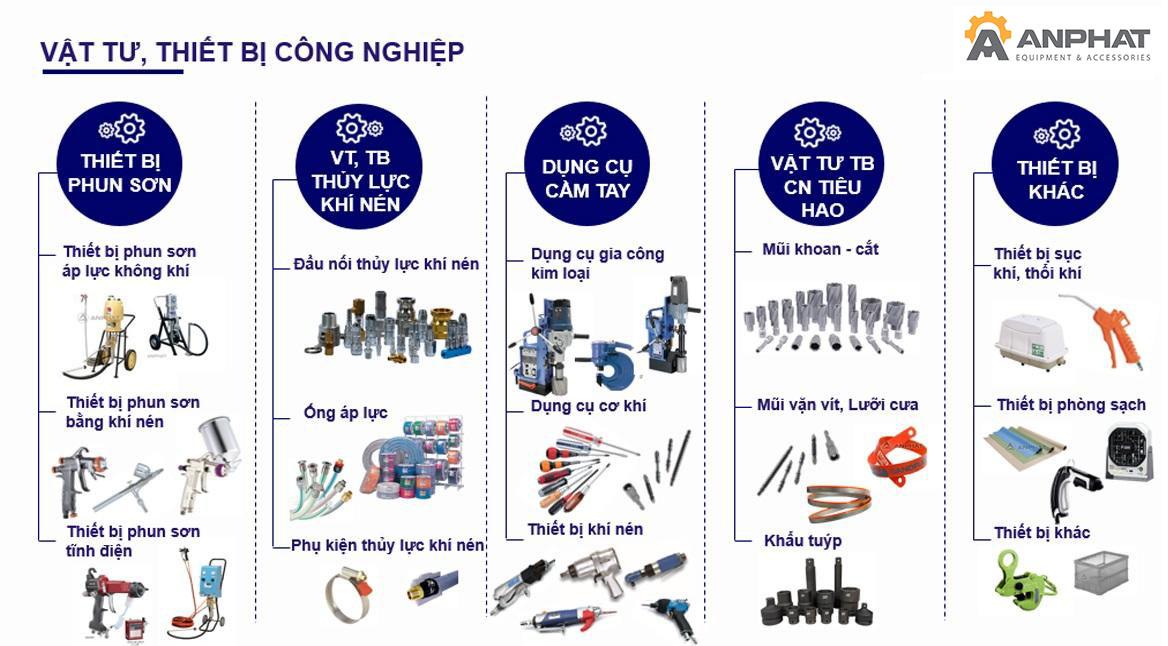 VẬT TƯ, THIẾT BỊ CÔNG NGHIỆP
ANPHAT
EQUIPMENT & ACCESSORIES
THIẾT BỊ
PHUN SƠN
Thiết bị phun sơn
áp lực không khí
ANPHAT
ANPHAT
Thiết bị phun sơn
bằng khí nén
Thiết bị phun sơn
tĩnh điện
VT, TB
THỦY LỰC
KHÍ NÉN
Đầu nối thủy lực khí nén
Ống áp lực
Phụ kiện thủy lực khí nén
DỤNG CỤ
CẦM TAY
Dụng cụ gia công
kim loại
Dụng cụ cơ khí
Thiết bị khí nén
VẬT TƯ TB
CN TIÊU
HAO
Mũi khoan - cắt
Mũi vặn vít, Lưỡi cưa
Khẩu tuýp
THIẾT BỊ
KHÁC
Thiết bị sục
khí, thổi khí
Thiết bị phòng sạch
Thiết bị khác